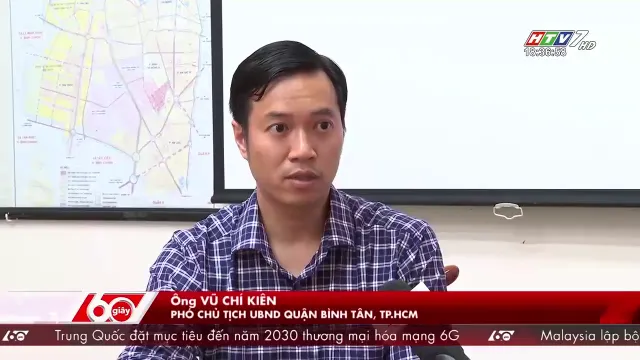 HTV7 HD
18:36:58
60 giây
Ông VŨ CHÍ KIÊN
PHÓ CHỦ TỊCH UBND QUẬN BÌNH TÂN, TP.HCM
60 Trung Quốc đặt mục tiêu đến năm 2030 thương mại hóa mạng 6G 60 Malaysia lập bá